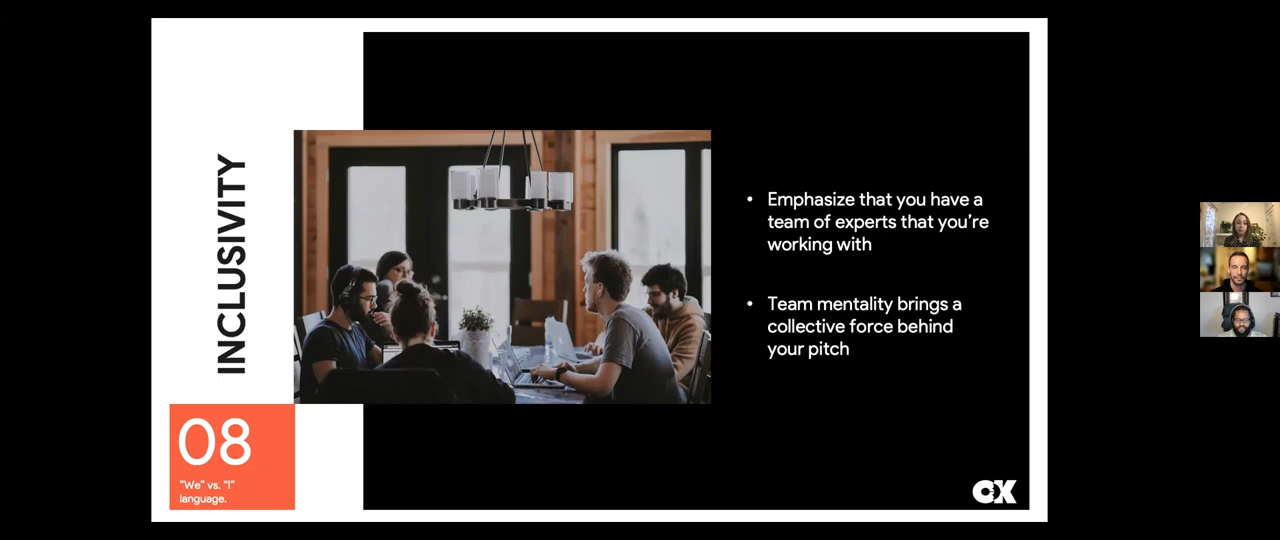 INCLUSIVITY
08
"We" vs. "I"
language.
• Emphasize that you have a
team of experts that you're
working with
• Team mentality brings a
collective force behind
your pitch
OX